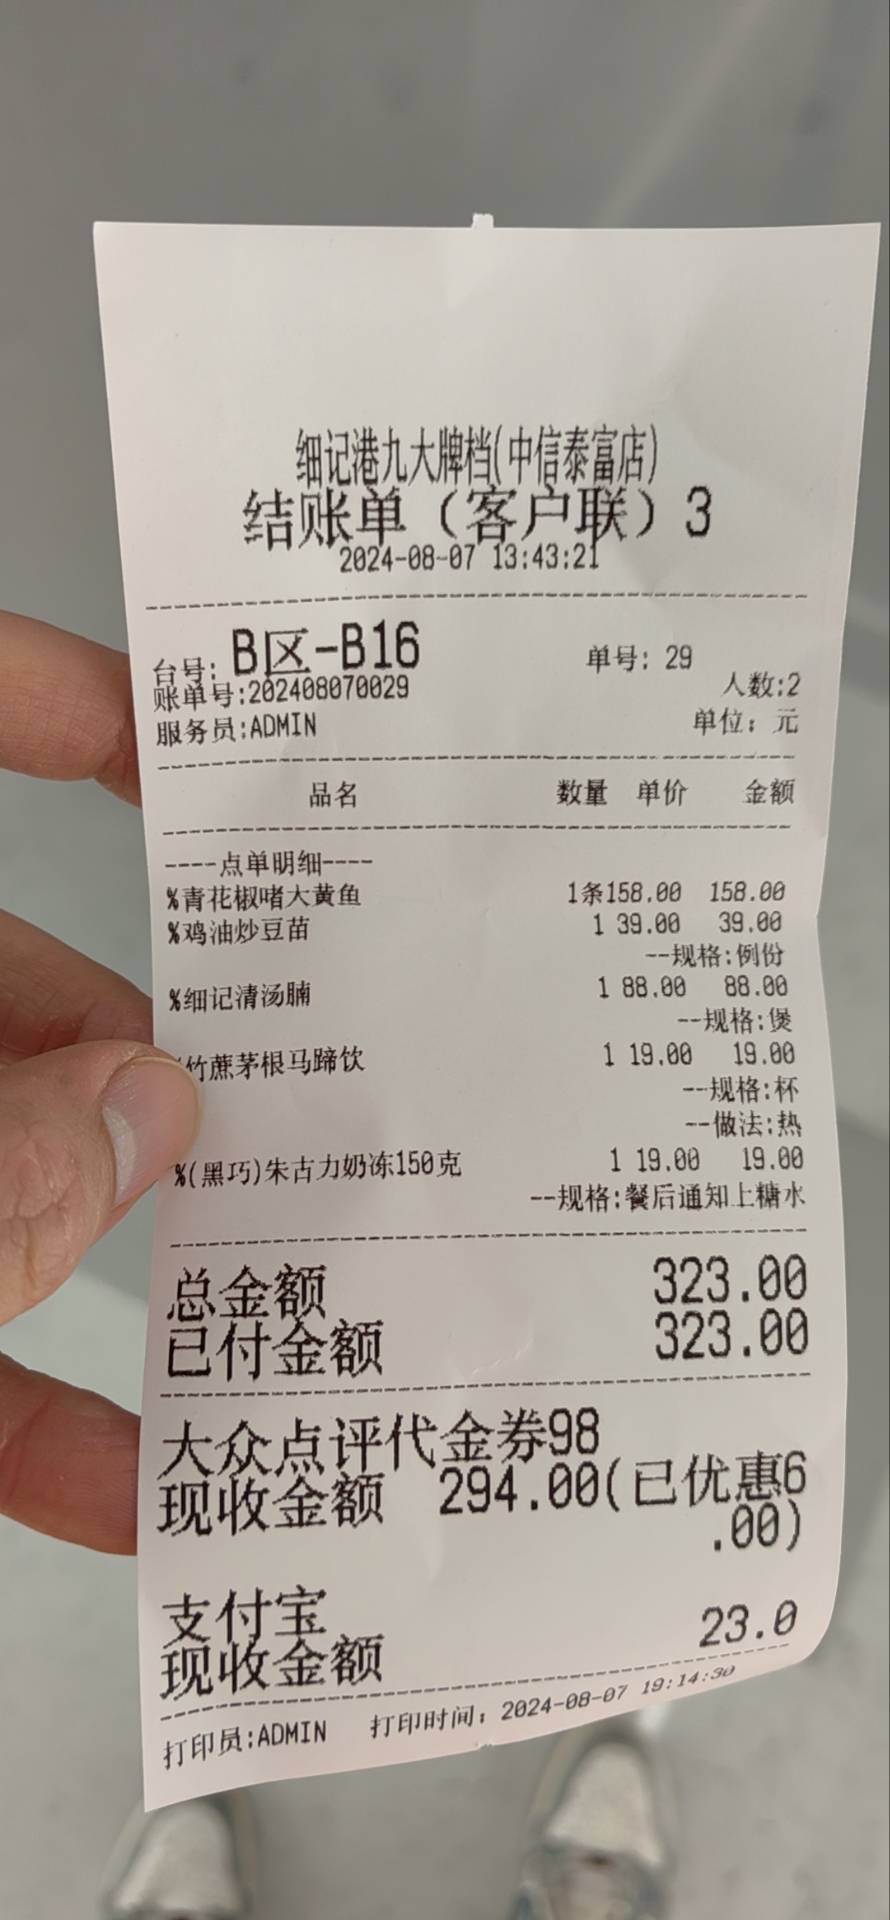 细记港九大牌档(中信泰富店)
结账单（客户联）3
2024-08-07 13:43:21
台号: B区-B16 单号: 29
账单号:202408070029 人数:2
服务员:ADMIN 单位: 元
品名 数量 单价 金额
----点单明细----
%青花椒啫大黄鱼 1条158.00 158.00
%鸡油炒豆苗 1 39.00 39.00
--规格:例份
%细记清汤腩 1 88.00 88.00
--规格:煲
竹蔗茅根马蹄饮 1 19.00 19.00
--规格:杯
--做法:热
%(黑巧)朱古力奶冻150克 1 19.00 19.00
--规格:餐后通知上糖水
总金额 323.00
已付金额 323.00
大众点评代金券98
现收金额 294.00(已优惠6
.00)
支付宝
现收金额 23.0
打印员:ADMIN 打印时间: 2024-08-07 19:14:30